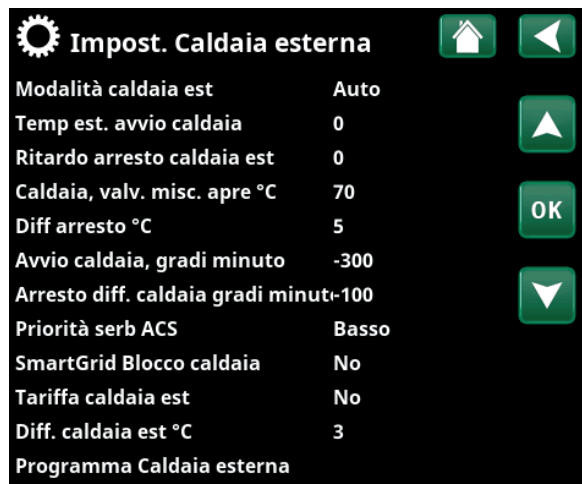 Impost. Caldaia esterna
Modalità caldaia est Auto
Temp est. avvio caldaia 0
Ritardo arresto caldaia est 0
Caldaia, valv. misc. apre °C 70
Diff arresto °C 5
OK
Avvio caldaia, gradi minuto -300
Arresto diff. caldaia gradi minut -100
Priorità serb ACS Basso
SmartGrid Blocco caldaia No
Tariffa caldaia est No
Diff. caldaia est °C 3
Programma Caldaia esterna